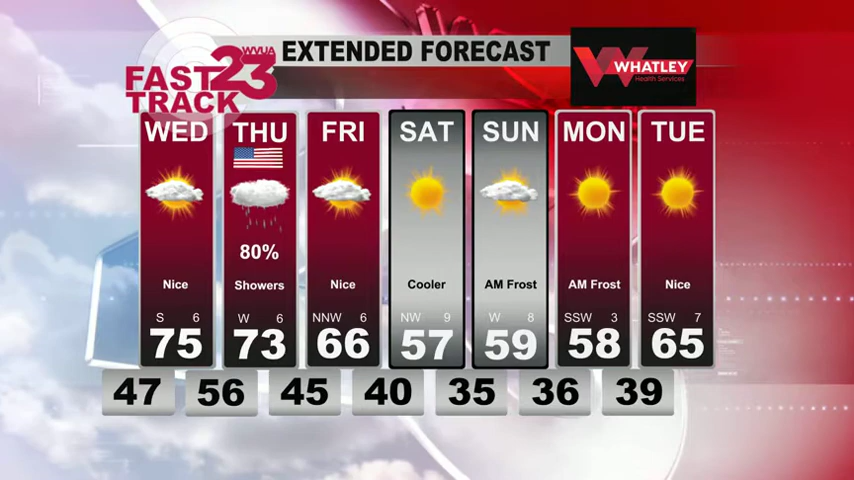 WVUA
23
FAST
TRACK
EXTENDED FORECAST
WHATLEY
Health Services
WED THU FRI SAT SUN MON TUE
80%
Nice Showers Nice Cooler AM Frost AM Frost Nice
S 6 W 6 NNW 6 NW 9 W 8 SSW 3 SSW 7
75 73 66 57 59 58 65
47 56 45 40 35 36 39